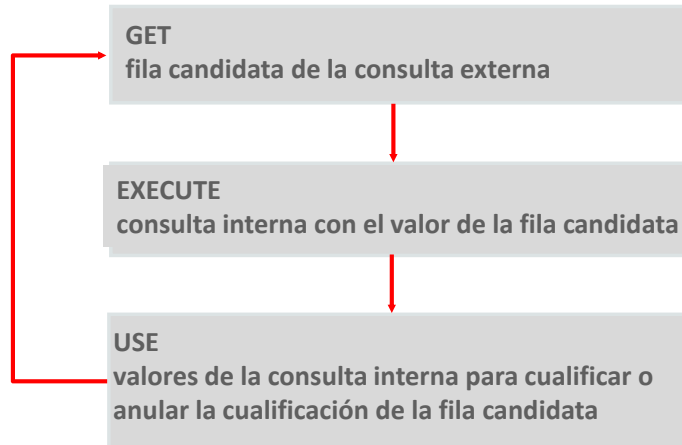 GET
fila candidata de la consulta externa
EXECUTE
consulta interna con el valor de la fila candidata
USE
valores de la consulta interna para cualificar o
anular la cualificación de la fila candidata